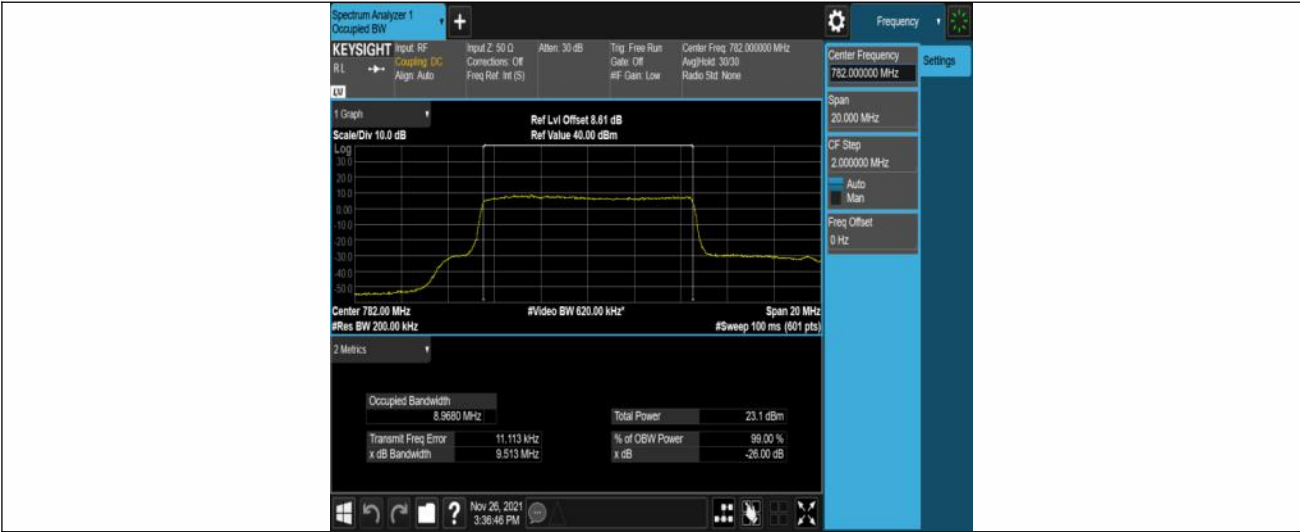 Spectrum Analyzer 1
Occupied BW
+
Frequency
KEYSIGHT
R L
Input: RF
Coupling: DC
Align: Auto
Input Z: 50 Ω
Corrections: Off
Freq Ref: Int (S)
Atten: 30 dB
Trig: Free Run
Gate: Off
#IF Gain: Low
Center Freq: 782.000000 MHz
Avg|Hold: 30/30
Radio Std: None
1 Graph
Scale/Div 10.0 dB
Ref Lvl Offset 8.61 dB
Ref Value 40.00 dBm
Log
30.0
20.0
10.0
0.00
-10.0
-20.0
-30.0
-40.0
-50.0
Center 782.00 MHz
#Video BW 620.00 kHz*
Span 20 MHz
#Res BW 200.00 kHz
#Sweep 100 ms (601 pts)
2 Metrics
Occupied Bandwidth
8.9680 MHz
Total Power 23.1 dBm
Transmit Freq Error 11.113 kHz
% of OBW Power 99.00 %
x dB Bandwidth 9.513 MHz
x dB -26.00 dB
Center Frequency
782.000000 MHz
Settings
Span
20.000 MHz
CF Step
2.000000 MHz
Auto
Man
Freq Offset
0 Hz
?
Nov 26, 2021
3:36:46 PM